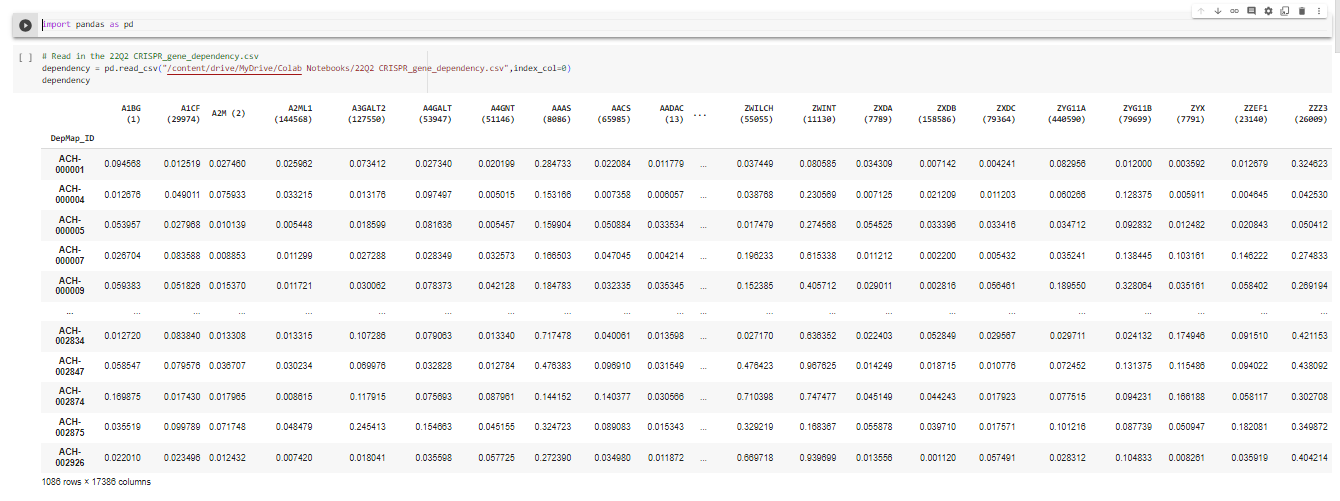 import pandas as pd
[ ] # Read in the 22Q2 CRISPR_gene_dependency.csv
dependency = pd.read_csv("/content/drive/MyDrive/Colab Notebooks/22Q2 CRISPR_gene_dependency.csv",index_col=0)
dependency
A1BG (1) A1CF (29974) A2M (2) A2ML1 (144568) A3GALT2 (127550) A4GALT (53947) A4GNT (51146) AAAS (8086) AACS (65985) AADAC (13) ... ZWILCH (55055) ZWINT (11130) ZXDA (7789) ZXDB (158586) ZXDC (79364) ZYG11A (440590) ZYG11B (79699) ZYX (7791) ZZEF1 (23140) ZZZ3 (26009)
DepMap_ID
ACH-000001 0.094568 0.012519 0.027460 0.025962 0.073412 0.027340 0.020199 0.284733 0.022084 0.011779 ... 0.037449 0.080585 0.034309 0.007142 0.004241 0.082956 0.012000 0.003592 0.012679 0.324623
ACH-000004 0.012676 0.049011 0.075933 0.033215 0.013176 0.097497 0.005015 0.153166 0.007358 0.006057 ... 0.038768 0.230569 0.007125 0.021209 0.011203 0.060266 0.128375 0.005911 0.004645 0.042530
ACH-000005 0.053957 0.027968 0.010139 0.005448 0.018599 0.081636 0.005457 0.159904 0.050884 0.033534 ... 0.017479 0.274568 0.054525 0.033396 0.033416 0.034712 0.092832 0.012482 0.020843 0.050412
ACH-000007 0.026704 0.083588 0.008853 0.011299 0.027288 0.028349 0.032573 0.166503 0.047045 0.004214 ... 0.196233 0.615338 0.011212 0.002200 0.005432 0.035241 0.138445 0.103161 0.146222 0.274833
ACH-000009 0.059383 0.051826 0.015370 0.011721 0.030062 0.078373 0.042128 0.184783 0.032335 0.035345 ... 0.152385 0.405712 0.029011 0.002816 0.056461 0.189550 0.328064 0.035161 0.058402 0.269194
... ... ... ... ... ... ... ... ... ... ... ... ... ... ... ... ... ... ... ... ... ...
ACH-002834 0.012720 0.083840 0.013308 0.013315 0.107286 0.079063 0.013340 0.717478 0.040061 0.013598 ... 0.027170 0.636352 0.022403 0.052849 0.029567 0.029711 0.024132 0.174946 0.091510 0.421153
ACH-002847 0.058547 0.079576 0.036707 0.030234 0.069976 0.032828 0.012784 0.476383 0.096910 0.031549 ... 0.476423 0.967625 0.014249 0.018715 0.010776 0.072452 0.131375 0.115486 0.094022 0.438092
ACH-002874 0.169875 0.017430 0.017965 0.008615 0.117915 0.075693 0.087961 0.144152 0.140377 0.030566 ... 0.710398 0.747477 0.045149 0.044243 0.017923 0.077515 0.094231 0.166188 0.058117 0.302708
ACH-002875 0.035519 0.099789 0.071748 0.048479 0.245413 0.154663 0.045155 0.324723 0.089083 0.015343 ... 0.329219 0.168367 0.055878 0.039710 0.017571 0.101216 0.087739 0.050947 0.182081 0.349872
ACH-002926 0.022010 0.023496 0.012432 0.007420 0.018041 0.035598 0.057725 0.272390 0.034980 0.011872 ... 0.669718 0.939699 0.013556 0.001120 0.057491 0.028312 0.104833 0.008261 0.035919 0.404214
1086 rows × 17386 columns